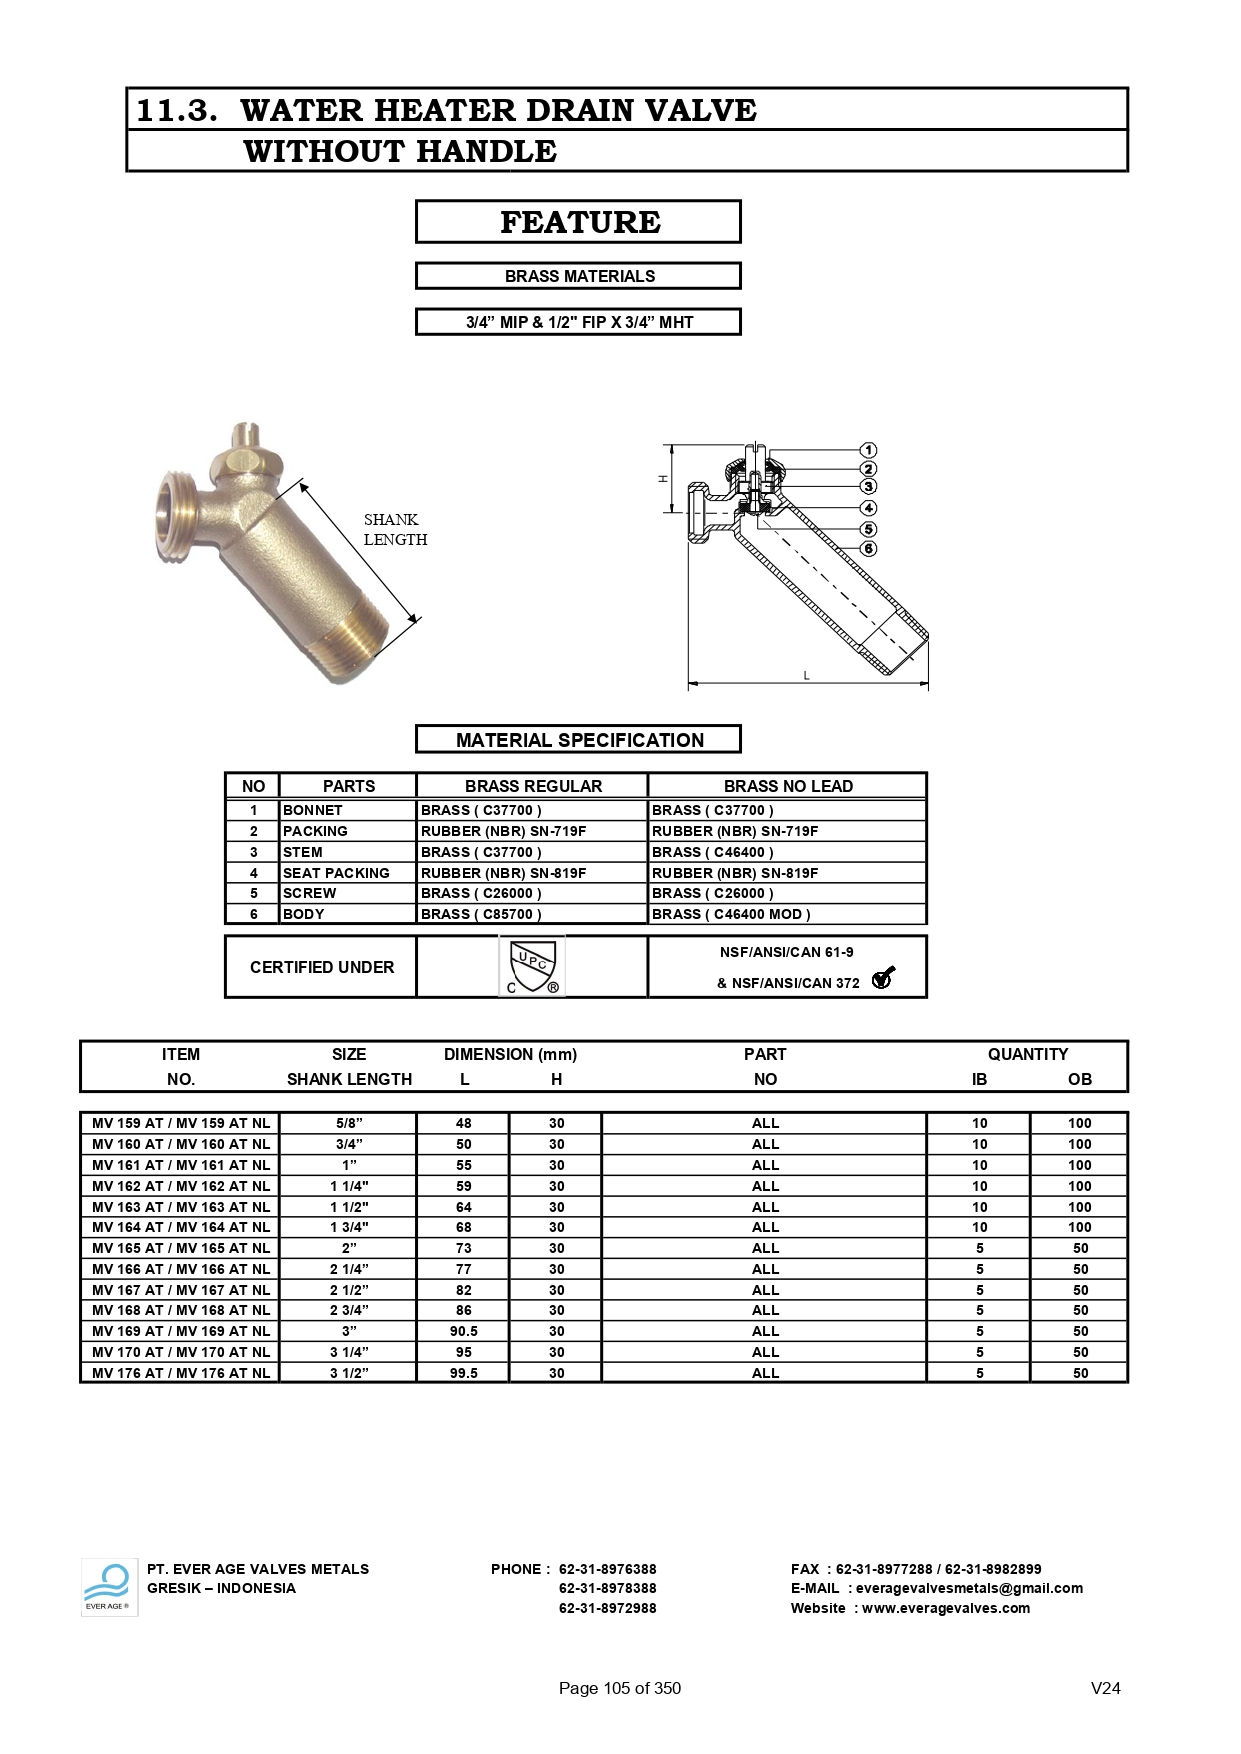 11.3. WATER HEATER DRAIN VALVE
WITHOUT HANDLE
FEATURE
BRASS MATERIALS
3/4” MIP & 1/2" FIP X 3/4” MHT
SHANK
LENGTH
H
1
2
3
4
5
6
L
MATERIAL SPECIFICATION
NO PARTS BRASS REGULAR BRASS NO LEAD
1 BONNET BRASS ( C37700 ) BRASS ( C37700 )
2 PACKING RUBBER (NBR) SN-719F RUBBER (NBR) SN-719F
3 STEM BRASS ( C37700 ) BRASS ( C46400 )
4 SEAT PACKING RUBBER (NBR) SN-819F RUBBER (NBR) SN-819F
5 SCREW BRASS ( C26000 ) BRASS ( C26000 )
6 BODY BRASS ( C85700 ) BRASS ( C46400 MOD )
CERTIFIED UNDER
UPC
C ®
NSF/ANSI/CAN 61-9
& NSF/ANSI/CAN 372
ITEM SIZE DIMENSION (mm) PART QUANTITY
NO. SHANK LENGTH L H NO IB OB
MV 159 AT / MV 159 AT NL 5/8” 48 30 ALL 10 100
MV 160 AT / MV 160 AT NL 3/4” 50 30 ALL 10 100
MV 161 AT / MV 161 AT NL 1” 55 30 ALL 10 100
MV 162 AT / MV 162 AT NL 1 1/4" 59 30 ALL 10 100
MV 163 AT / MV 163 AT NL 1 1/2" 64 30 ALL 10 100
MV 164 AT / MV 164 AT NL 1 3/4" 68 30 ALL 10 100
MV 165 AT / MV 165 AT NL 2” 73 30 ALL 5 50
MV 166 AT / MV 166 AT NL 2 1/4” 77 30 ALL 5 50
MV 167 AT / MV 167 AT NL 2 1/2” 82 30 ALL 5 50
MV 168 AT / MV 168 AT NL 2 3/4” 86 30 ALL 5 50
MV 169 AT / MV 169 AT NL 3” 90.5 30 ALL 5 50
MV 170 AT / MV 170 AT NL 3 1/4” 95 30 ALL 5 50
MV 176 AT / MV 176 AT NL 3 1/2” 99.5 30 ALL 5 50
EVER AGE ®
PT. EVER AGE VALVES METALS PHONE : 62-31-8976388 FAX : 62-31-8977288 / 62-31-8982899
GRESIK – INDONESIA 62-31-8978388 E-MAIL : everagevalvesmetals@gmail.com
62-31-8972988 Website : www.everagevalves.com
Page 105 of 350 V24